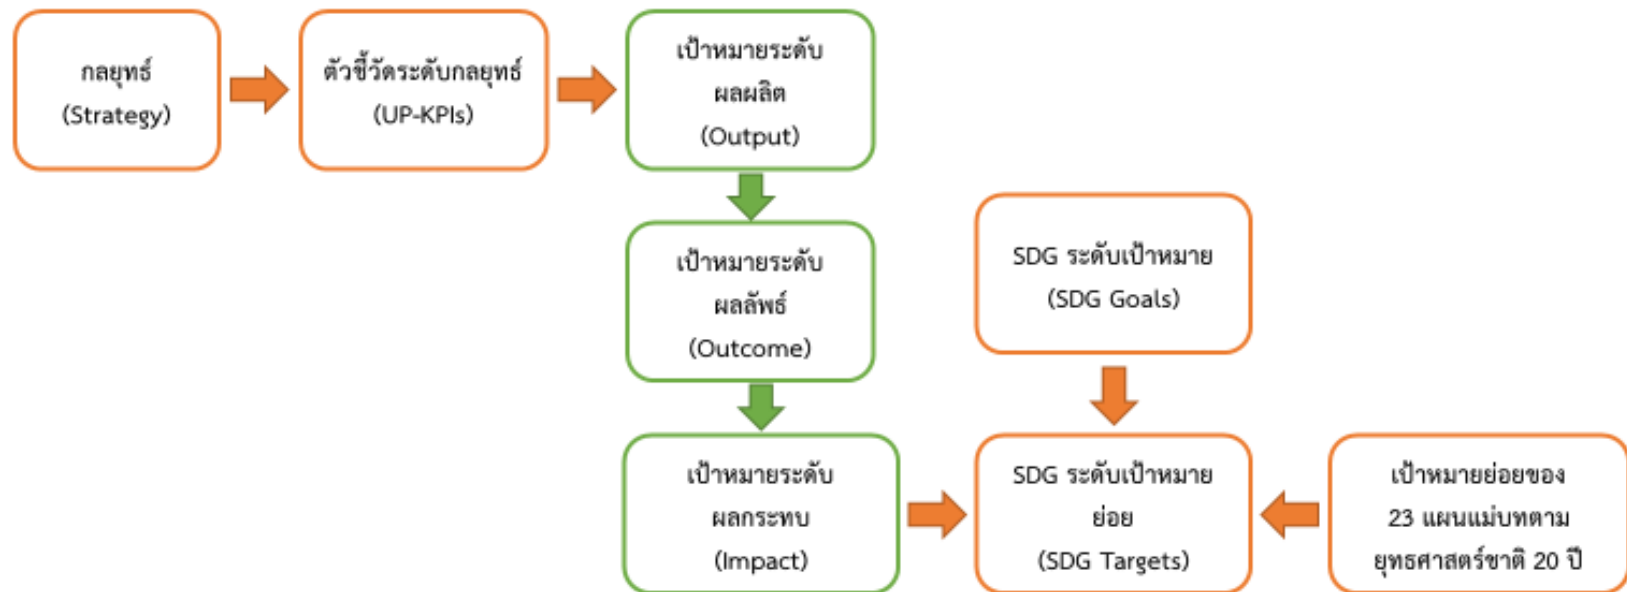 กลยุทธ์
(Strategy)
ตัวชี้วัดระดับกลยุทธ์
(UP-KPIs)
เป้าหมายระดับ
ผลผลิต
(Output)
เป้าหมายระดับ
ผลลัพธ์
(Outcome)
SDG ระดับเป้าหมาย
(SDG Goals)
เป้าหมายระดับ
ผลกระทบ
(Impact)
SDG ระดับเป้าหมาย
ย่อย
(SDG Targets)
เป้าหมายย่อยของ
23 แผนแม่บทตาม
ยุทธศาสตร์ชาติ 20 ปี